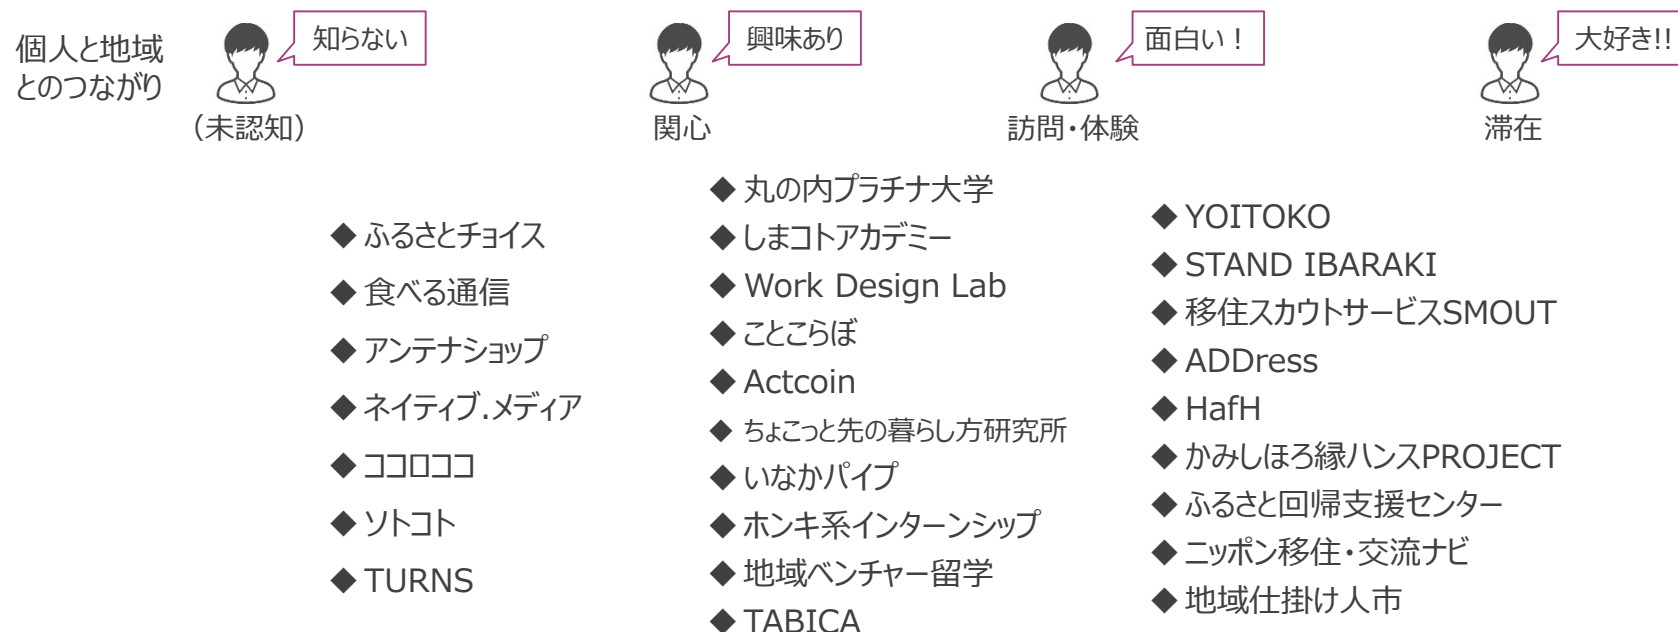 個人と地域
とのつながり
知らない
興味あり
面白い！
大好き!!
（未認知）
関心
訪問・体験
滞在
◆ ふるさとチョイス
◆ 食べる通信
◆ アンテナショップ
◆ ネイティブ.メディア
◆ ココロココ
◆ ソトコト
◆ TURNS
◆ 丸の内プラチナ大学
◆ しまコトアカデミー
◆ Work Design Lab
◆ ことこらぼ
◆ Actcoin
◆ ちょこっと先の暮らし方研究所
◆ いなかパイプ
◆ ホンキ系インターンシップ
◆ 地域ベンチャー留学
◆ TABICA
◆ YOITOKO
◆ STAND IBARAKI
◆ 移住スカウトサービスSMOUT
◆ ADDress
◆ HafH
◆ かみしほろ縁ハンスPROJECT
◆ ふるさと回帰支援センター
◆ ニッポン移住・交流ナビ
◆ 地域仕掛け人市